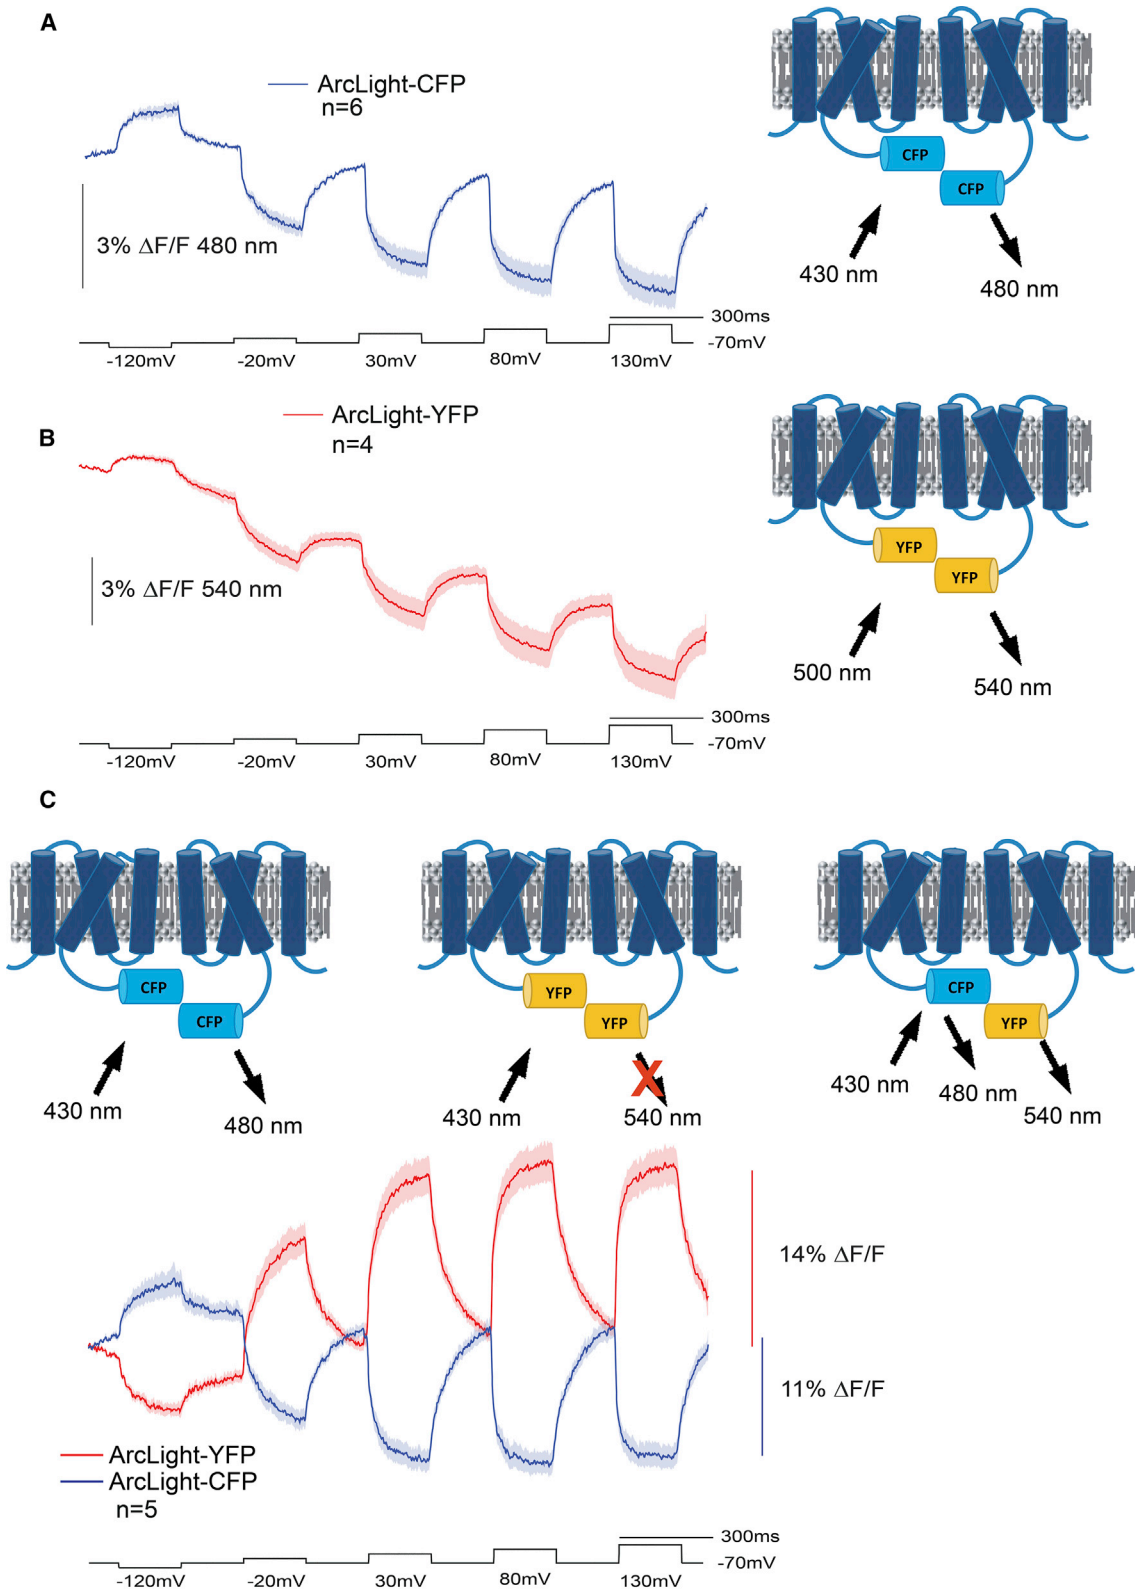 A
ArcLight-CFP
n=6
3% ΔF/F 480 nm
CFP
CFP
430 nm
480 nm
300ms
-70mV
-120mV
-20mV
30mV
80mV
130mV
B
ArcLight-YFP
n=4
3% ΔF/F 540 nm
YFP
YFP
500 nm
540 nm
300ms
-70mV
-120mV
-20mV
30mV
80mV
130mV
C
CFP
CFP
430 nm
480 nm
YFP
YFP
430 nm
X
540 nm
CFP
YFP
430 nm
480 nm
540 nm
14% ΔF/F
11% ΔF/F
ArcLight-YFP
ArcLight-CFP
n=5
300ms
-70mV
-120mV
-20mV
30mV
80mV
130mV